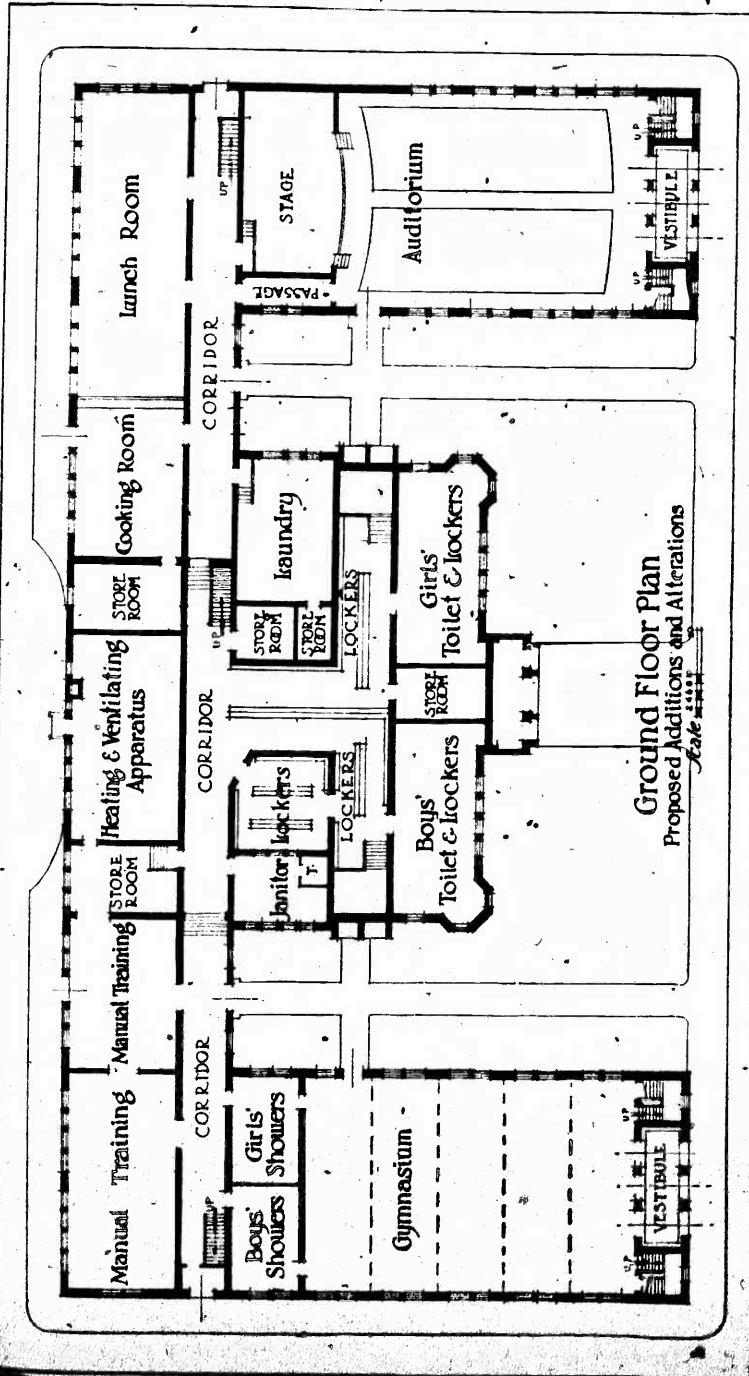 Manual Training
Manual Training
STORE
ROOM
Heating & Ventilating
Apparatus
STORE
ROOM
Cooking Room
Lunch Room
UP
CORRIDOR
CORRIDOR
UP
CORRIDOR
UP
Boys'
Showers
Girls'
Showers
Janitor
T.
Lockers
STORE
ROOM
STORE
ROOM
Laundry
PASSAGE
STAGE
LOCKERS
LOCKERS
Gymnasium
Boys'
Toilet & Lockers
STORE
ROOM
Girls'
Toilet & Lockers
Auditorium
UP
VESTIBULE
UP
UP
VESTIBULE
UP
Ground Floor Plan
Proposed Additions and Alterations
Scale